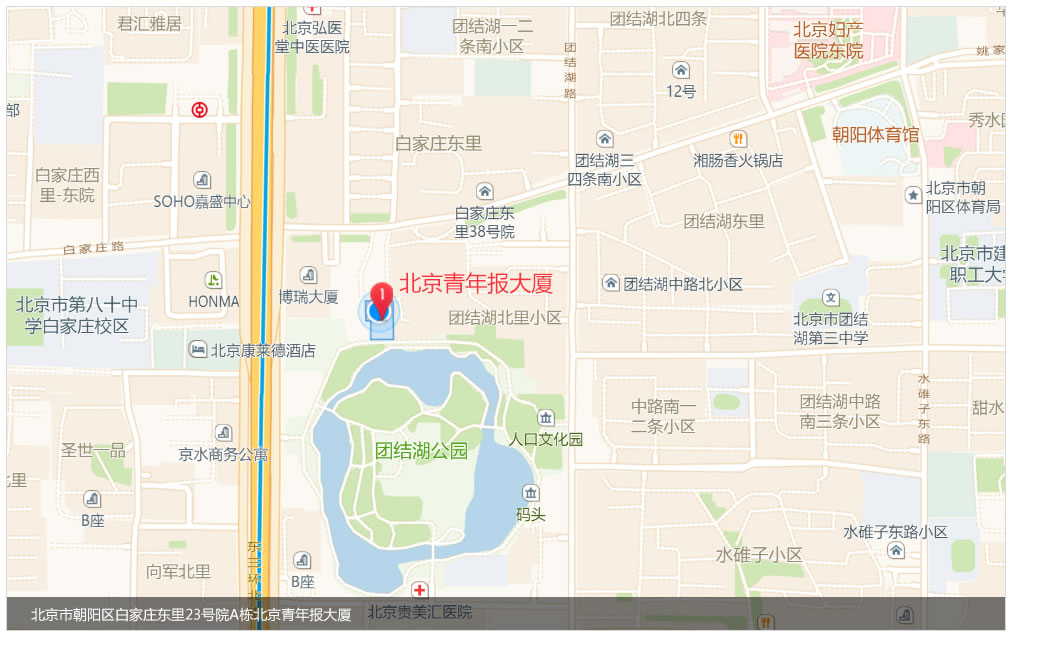 君汇雅居
北京弘医
堂中医医院
团结湖一二
条南小区
团结湖北四条
北京妇产
医院东院
姚家
团结湖路
12号
部
白家庄东里
团结湖三
四条南小区
湘肠香火锅店
朝阳体育馆
秀水园
白家庄西
里-东院
SOHO嘉盛中心
白家庄东
里38号院
团结湖东里
北京市朝
阳区体育局
白家庄路
北京市建
职工大学
HONMA
博瑞大厦
1
北京青年报大厦
团结湖中路北小区
北京市第八十中
学白家庄校区
团结湖北里小区
北京市团结
湖第三中学
北京康莱德酒店
中路南一
二条小区
团结湖中路
南三条小区
水碓子东路
甜水
圣世一品
京水商务公寓
团结湖公园
人口文化园
北里
B座
码头
水碓子东路小区
向军北里
东三环北
B座
水碓子小区
北京贵美汇医院
北京市朝阳区白家庄东里23号院A栋北京青年报大厦